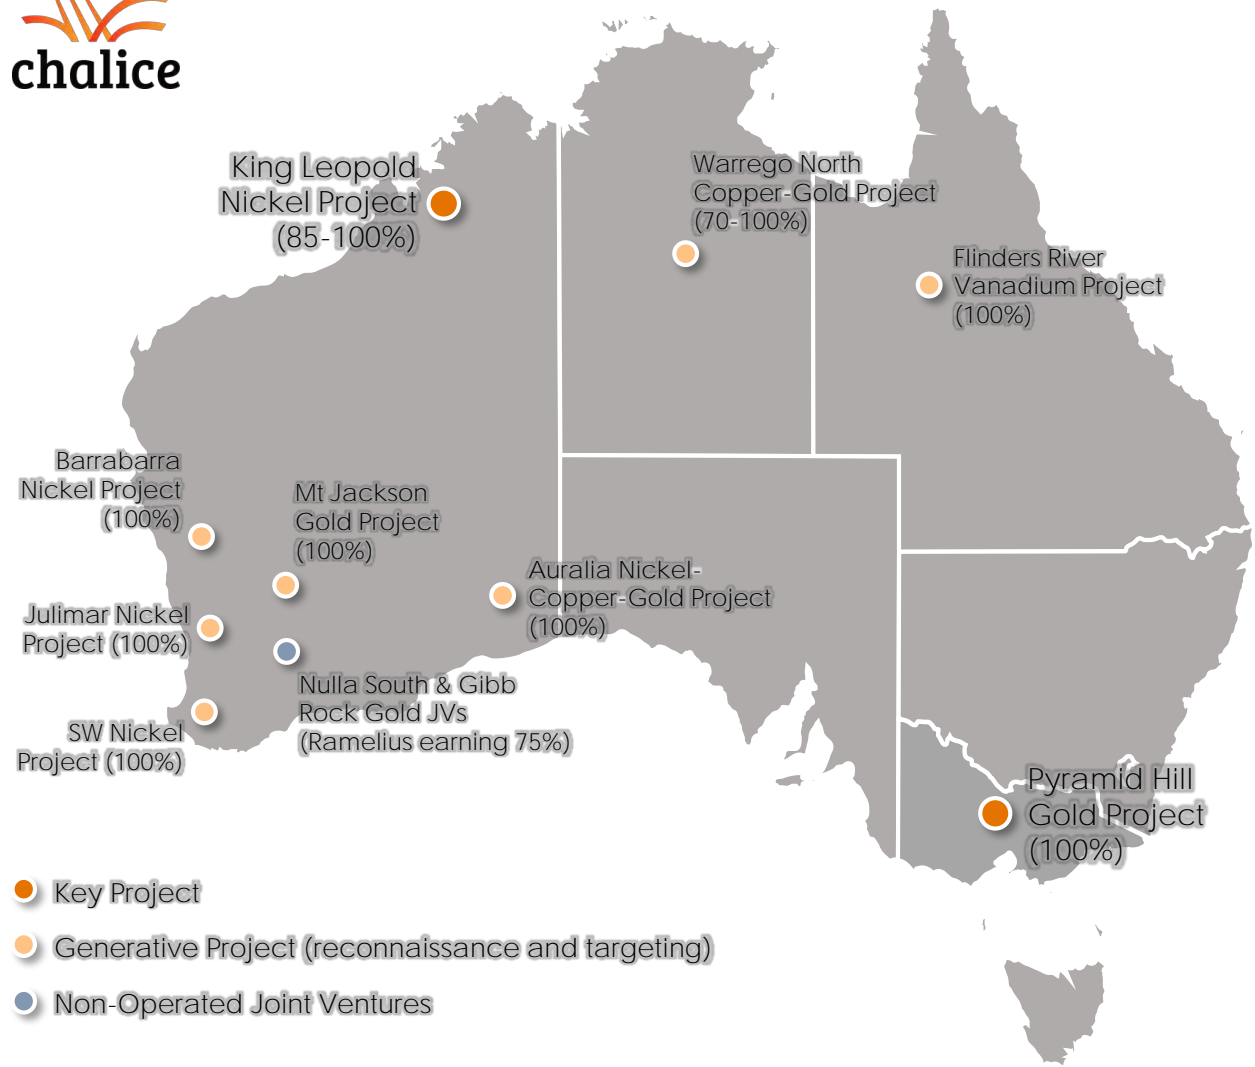 chalice
King Leopold
Nickel Project
(85-100%)
Warrego North
Copper-Gold Project
(70-100%)
Flinders River
Vanadium Project
(100%)
Barrabarra
Nickel Project
(100%)
Mt Jackson
Gold Project
(100%)
Auralia Nickel-
Copper-Gold Project
(100%)
Julimar Nickel
Project (100%)
Nulla South & Gibb
Rock Gold JVs
(Ramelius earning 75%)
SW Nickel
Project (100%)
Pyramid Hill
Gold Project
(100%)
Key Project
Generative Project (reconnaissance and targeting)
Non-Operated Joint Ventures